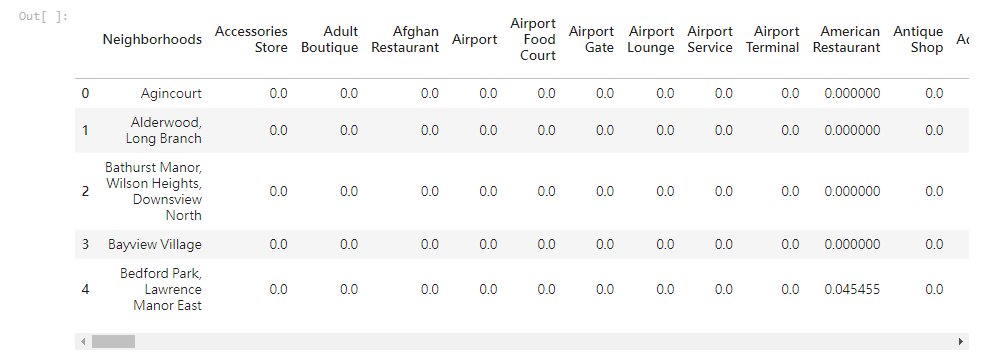 Out[ ]:
Neighborhoods Accessories Store Adult Boutique Afghan Restaurant Airport Airport Food Court Airport Gate Airport Lounge Airport Service Airport Terminal American Restaurant Antique Shop Ac
0 Agincourt 0.0 0.0 0.0 0.0 0.0 0.0 0.0 0.0 0.0 0.000000 0.0
1 Alderwood, Long Branch 0.0 0.0 0.0 0.0 0.0 0.0 0.0 0.0 0.0 0.000000 0.0
2 Bathurst Manor, Wilson Heights, Downsview North 0.0 0.0 0.0 0.0 0.0 0.0 0.0 0.0 0.0 0.000000 0.0
3 Bayview Village 0.0 0.0 0.0 0.0 0.0 0.0 0.0 0.0 0.0 0.000000 0.0
4 Bedford Park, Lawrence Manor East 0.0 0.0 0.0 0.0 0.0 0.0 0.0 0.0 0.0 0.045455 0.0